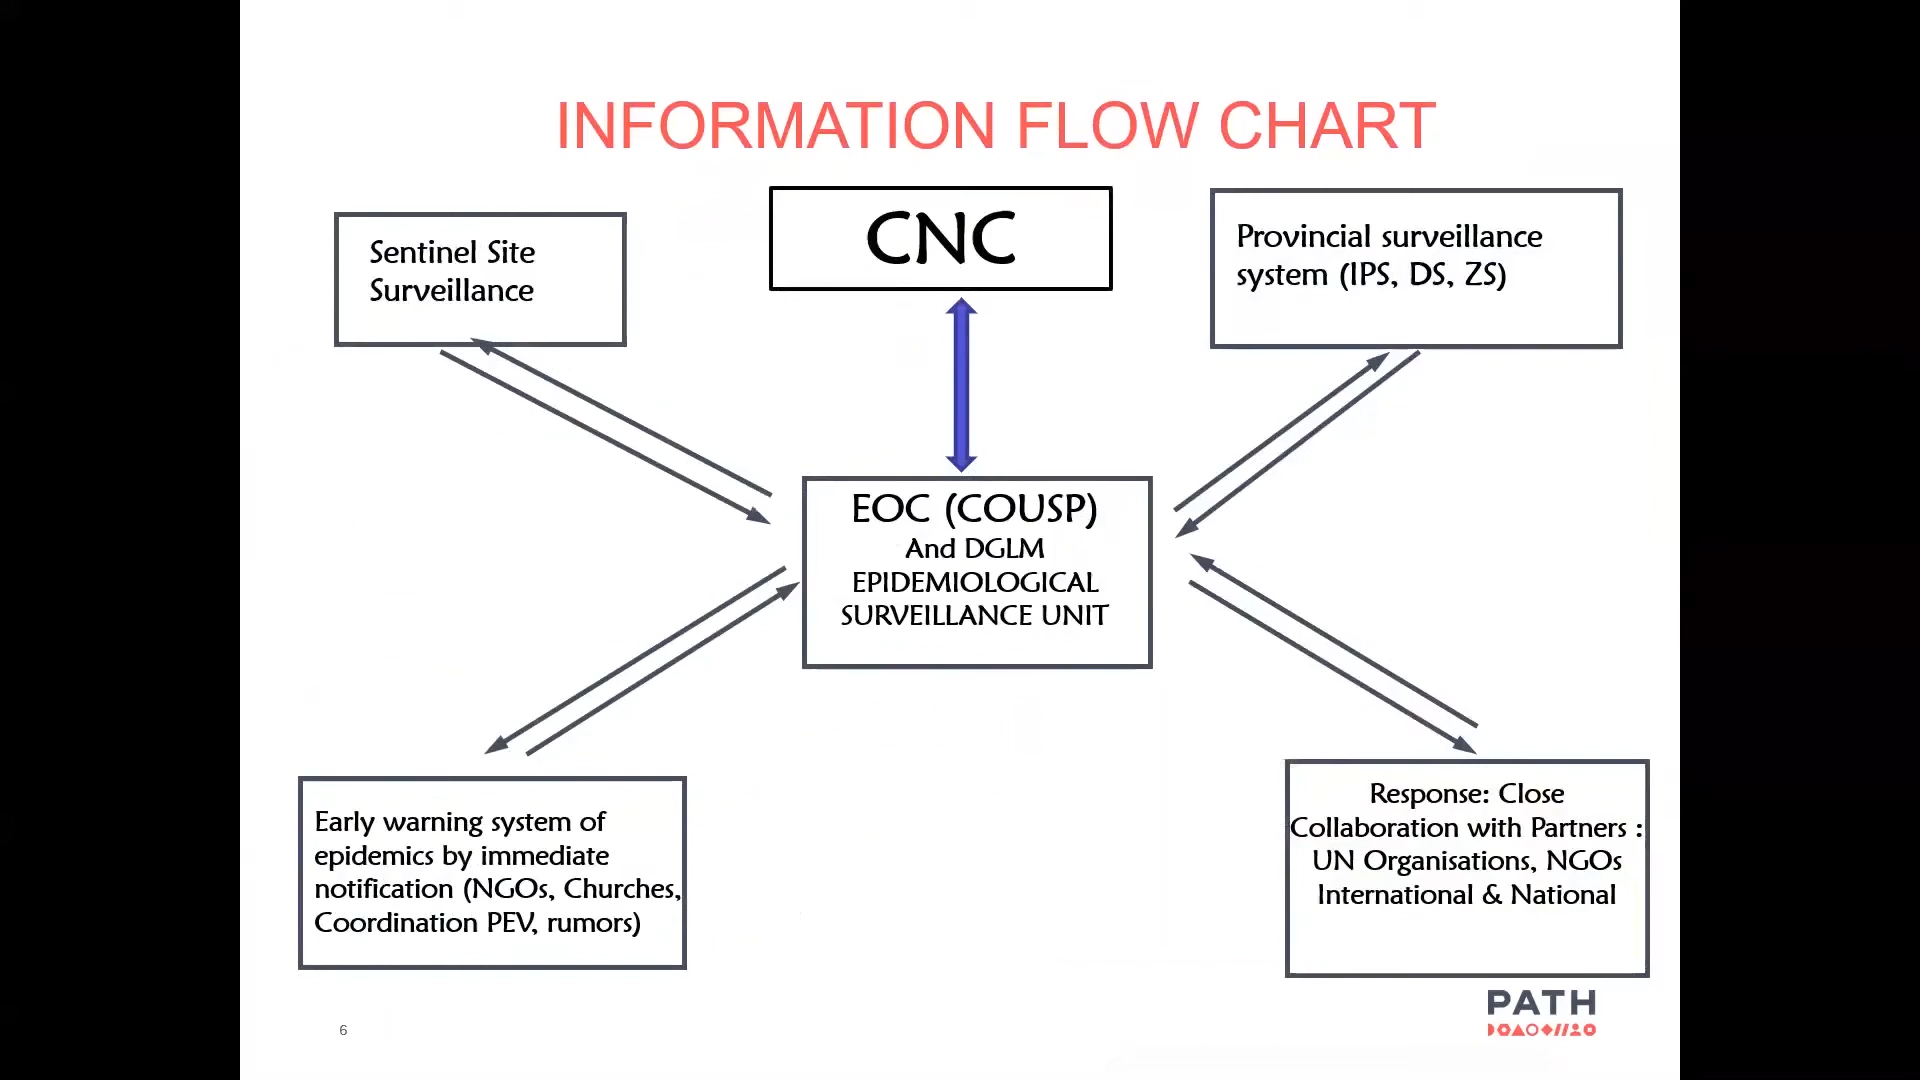 INFORMATION FLOW CHART
Sentinel Site
Surveillance
CNC
Provincial surveillance
system (IPS, DS, ZS)
EOC (COUSP)
And DGLM
EPIDEMIOLOGICAL
SURVEILLANCE UNIT
Early warning system of
epidemics by immediate
notification (NGOs, Churches,
Coordination PEV, rumors)
Response: Close
Collaboration with Partners :
UN Organisations, NGOs
International & National
PATH
6